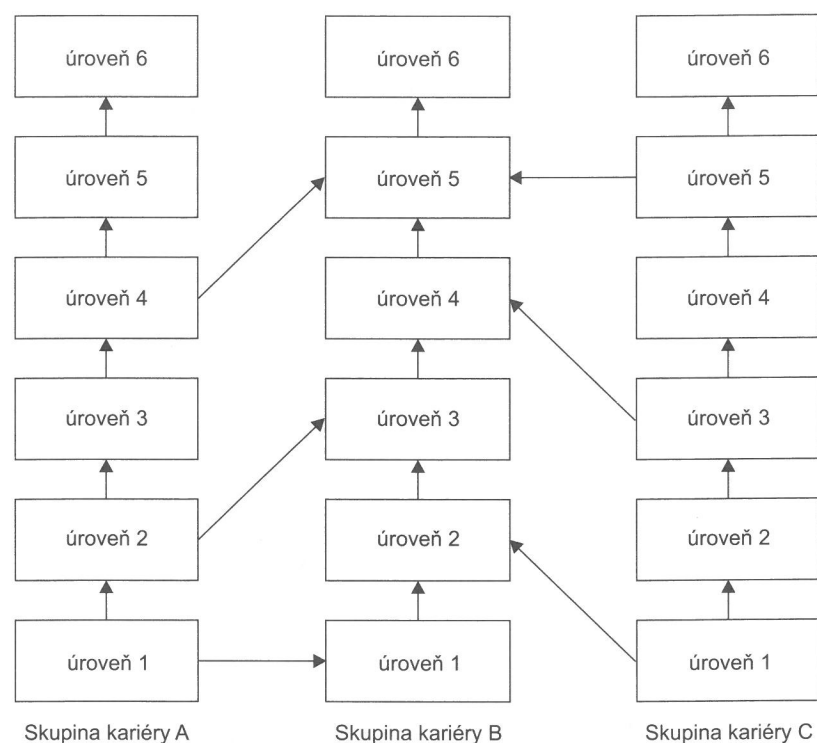 úroveň 6 úroveň 6 úroveň 6
úroveň 5 úroveň 5 úroveň 5
úroveň 4 úroveň 4 úroveň 4
úroveň 3 úroveň 3 úroveň 3
úroveň 2 úroveň 2 úroveň 2
úroveň 1 úroveň 1 úroveň 1
Skupina kariéry A Skupina kariéry B Skupina kariéry C